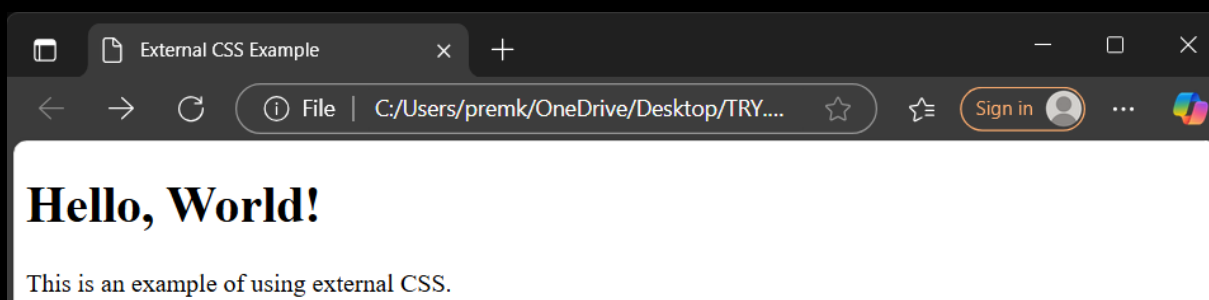 External CSS Example
File | C:/Users/premk/OneDrive/Desktop/TRY.... Sign in
Hello, World!
This is an example of using external CSS.